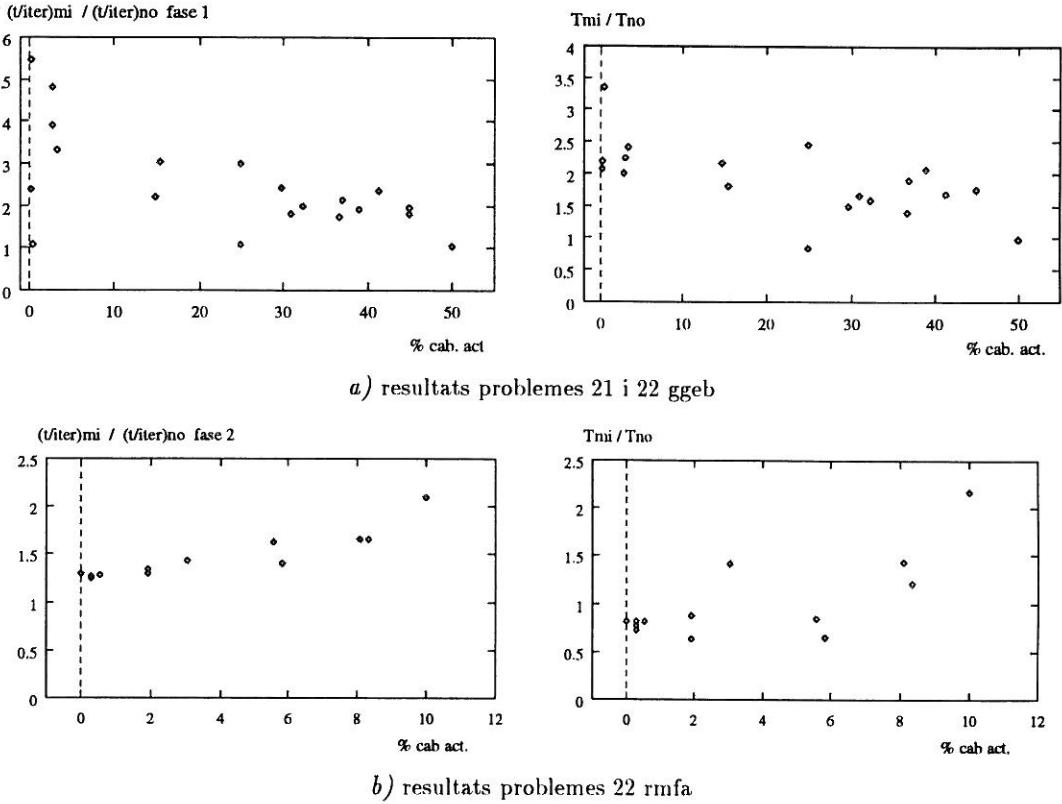 (t/iter)mi / (t/iter)no fase 1
6
5
4
3
2
1
0
0 10 20 30 40 50
% cab. act
Tmi / Tno
4
3.5
3
2.5
2
1.5
1
0.5
0
0 10 20 30 40 50
% cab. act.
a) resultats problemes 21 i 22 ggeb
(t/iter)mi / (t/iter)no fase 2
2.5
2
1.5
1
0.5
0
0 2 4 6 8 10 12
% cab act.
Tmi / Tno
2.5
2
1.5
1
0.5
0
0 2 4 6 8 10 12
% cab act.
b) resultats problemes 22 rmfa